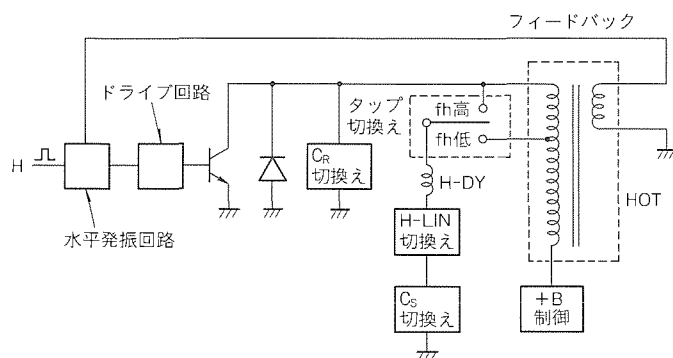 フィードバック
ドライブ回路
タップ
切換え
fh高
fh低
H
C_R
切換え
H-DY
HOT
水平発振回路
H-LIN
切換え
+B
制御
C_S
切換え